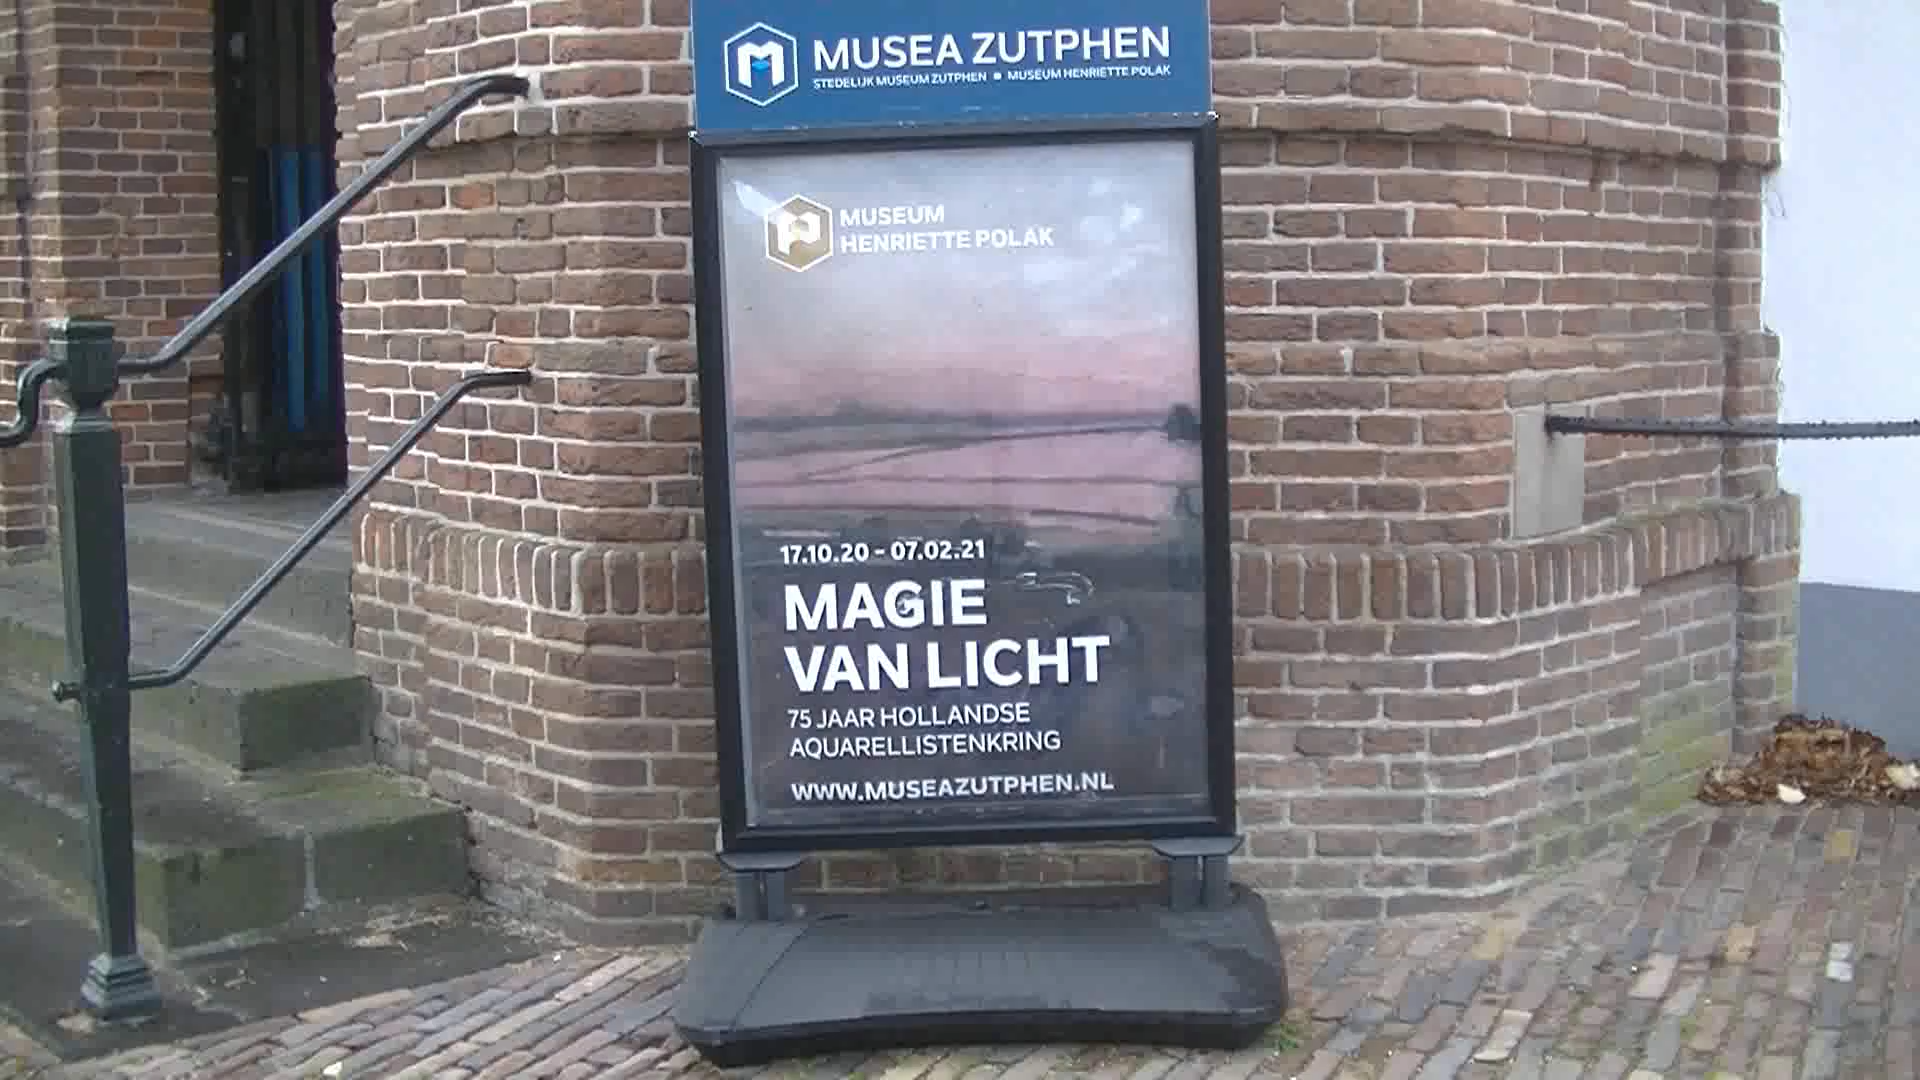 MUSEA ZUTPHEN
STEDELIJK MUSEUM ZUTPHEN ■ MUSEUM HENRIETTE POLAK
MUSEUM
HENRIETTE POLAK
17.10.20 - 07.02.21
MAGIE
VAN LICHT
75 JAAR HOLLANDSE
AQUARELLISTENKRING
WWW.MUSEAZUTPHEN.NL